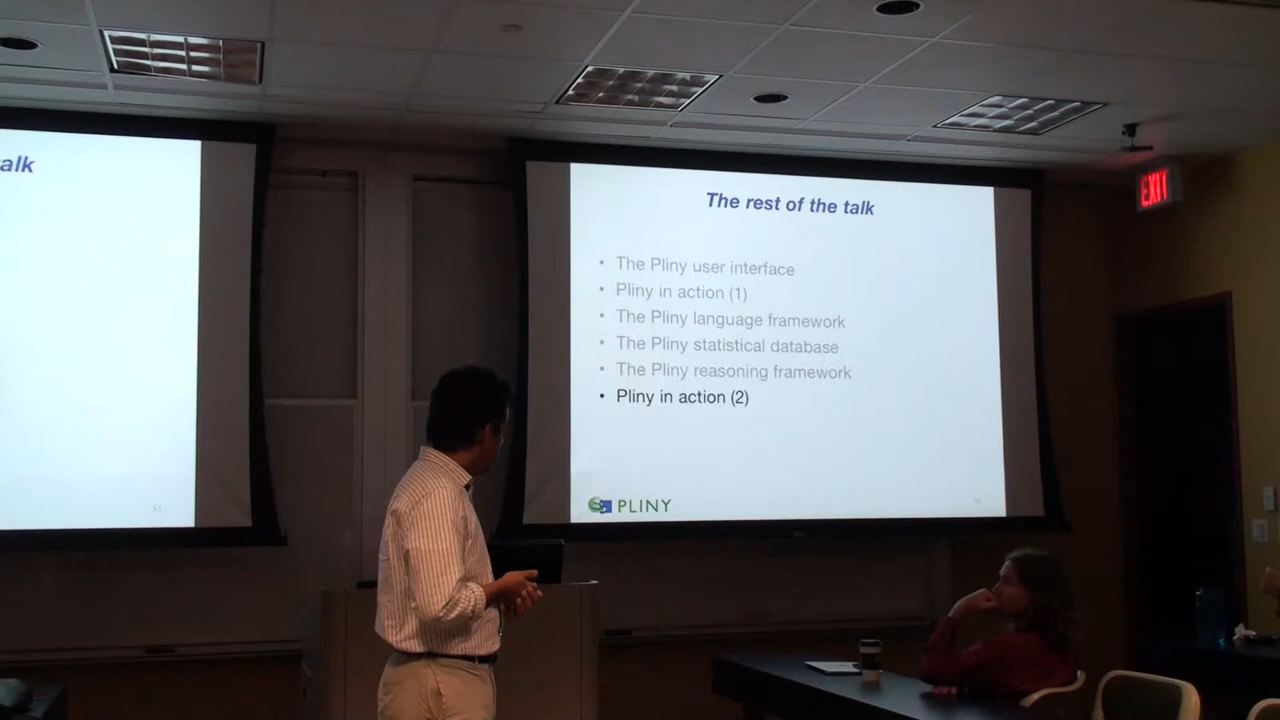 alk
The rest of the talk
• The Pliny user interface
• Pliny in action (1)
• The Pliny language framework
• The Pliny statistical database
• The Pliny reasoning framework
• Pliny in action (2)
PLINY
EXIT